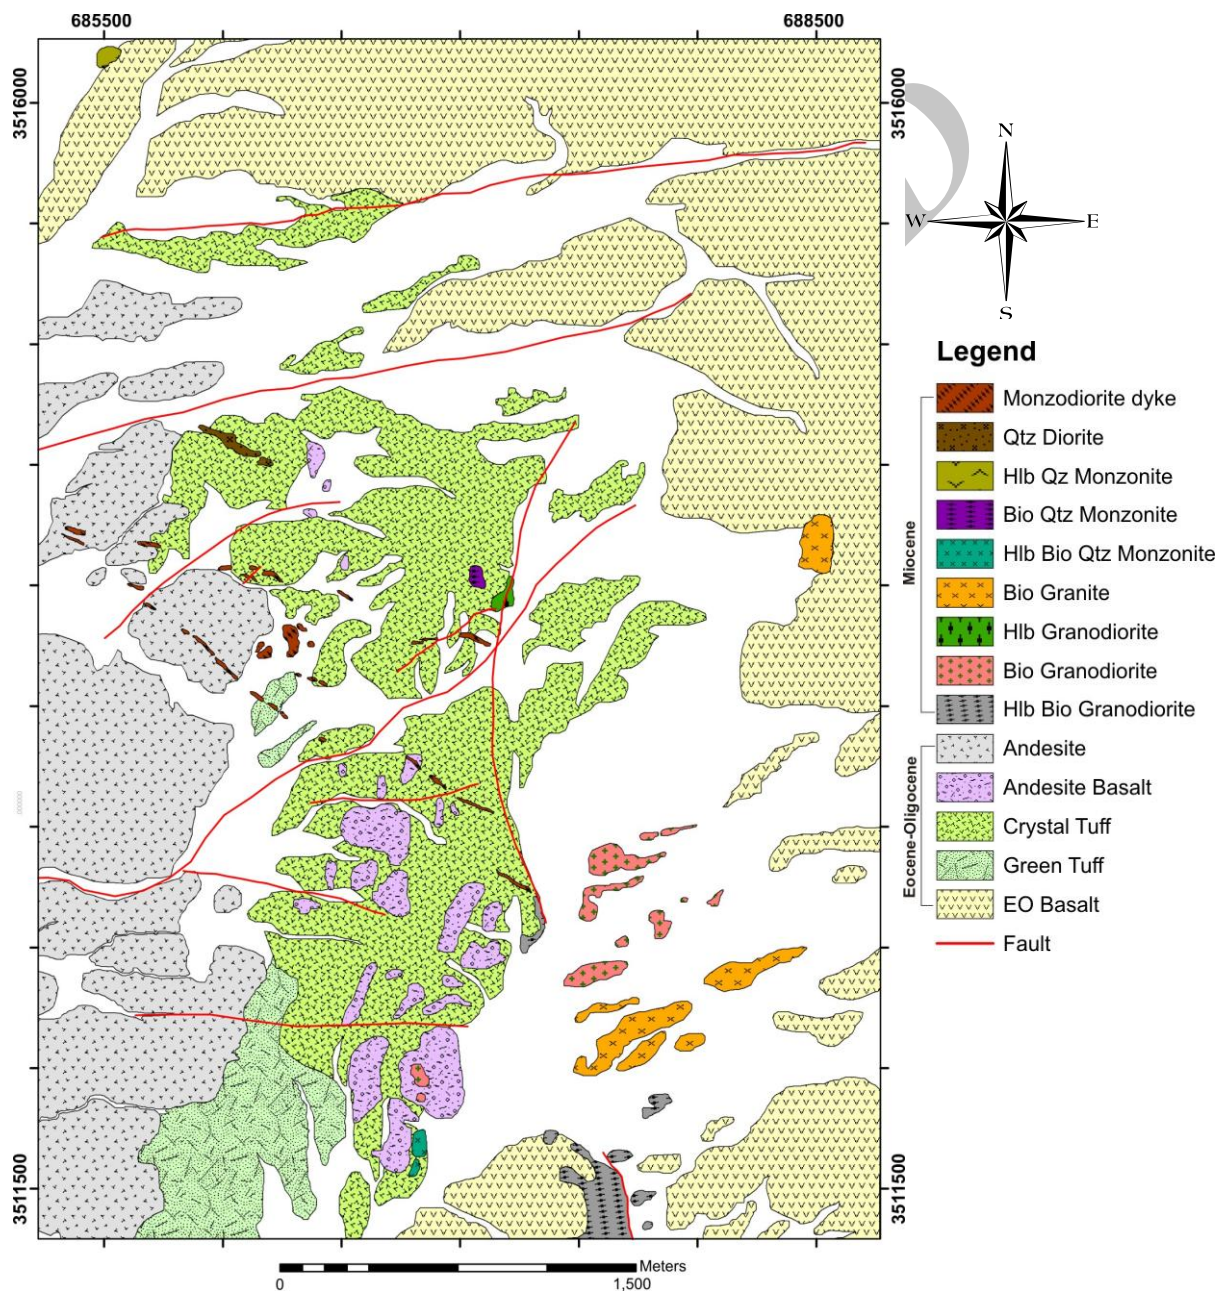 685500
688500
3516000
3516000
N
W
E
S
Legend
Miocene
Monzodiorite dyke
Qtz Diorite
Hlb Qz Monzonite
Bio Qtz Monzonite
Hlb Bio Qtz Monzonite
Bio Granite
Hlb Granodiorite
Bio Granodiorite
Hlb Bio Granodiorite
Eocene-Oligocene
Andesite
Andesite Basalt
Crystal Tuff
Green Tuff
EO Basalt
Fault
3511500
3511500
Meters
0
1,500